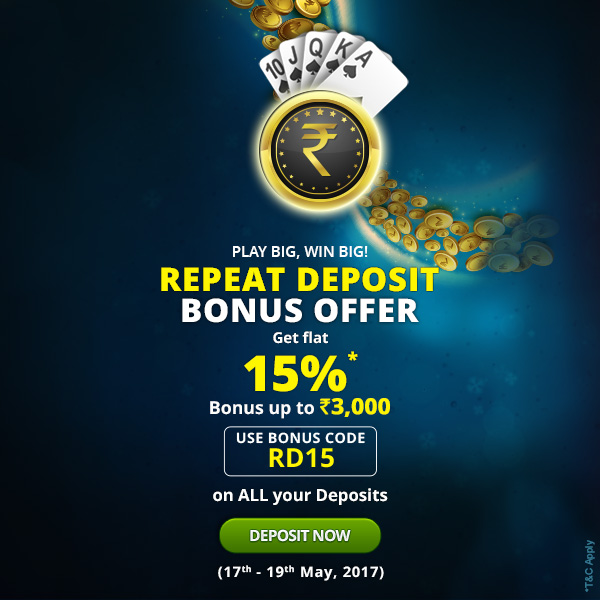 10 J Q K A
₹
PLAY BIG, WIN BIG!
REPEAT DEPOSIT
BONUS OFFER
Get flat
15%*
Bonus up to ₹3,000
USE BONUS CODE
RD15
on ALL your Deposits
DEPOSIT NOW
(17th - 19th May, 2017)
*T&C Apply